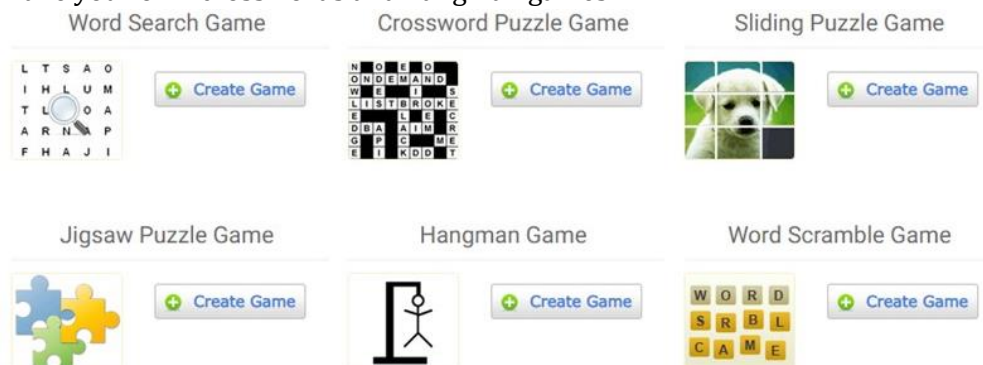 Word Search Game
Crossword Puzzle Game
Sliding Puzzle Game
L T S A O
I H L U M
T L O A
A R N A P
F H A J I
Create Game
Create Game
Create Game
Jigsaw Puzzle Game
Hangman Game
Word Scramble Game
Create Game
Create Game
W O R D
S R B L
C A M E
Create Game